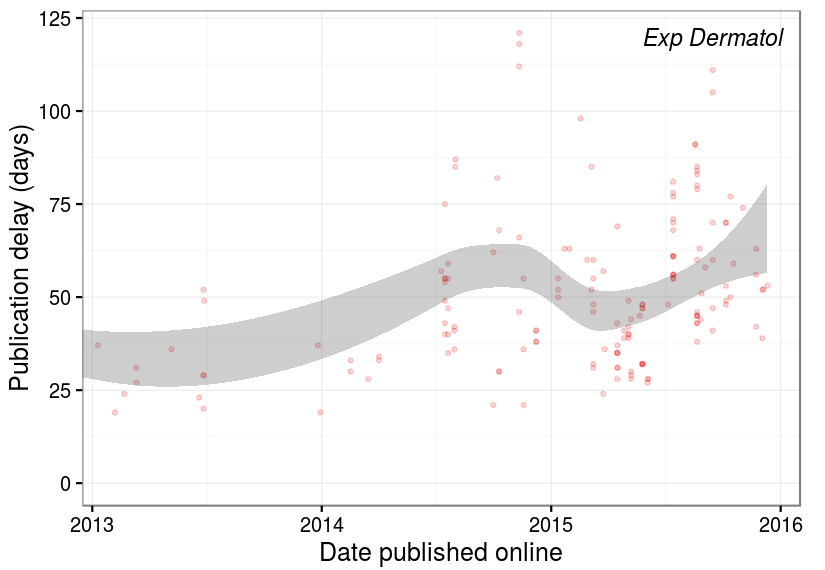 Exp Dermatol
Publication delay (days)
125
100
75
50
25
0
2013 2014 2015 2016
Date published online